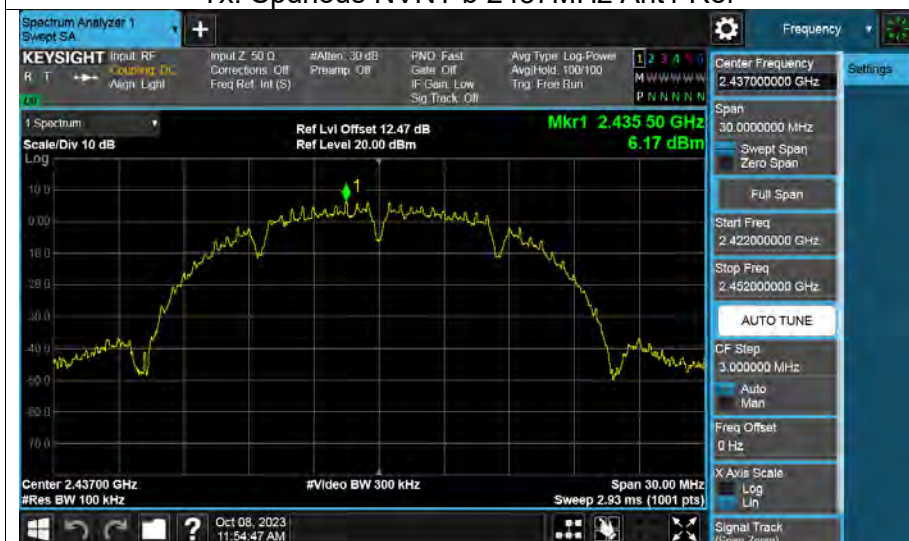 Tx. Spurious NVNT b 2437MHz Ant1 Ref
Spectrum Analyzer 1
Swept SA
+
Frequency
KEYSIGHT
R T
Input: RF
Coupling: DC
Align: Light
Input Z: 50 Ω
Corrections: Off
Freq Ref: Int (S)
#Atten: 30 dB
Preamp: Off
PNO: Fast
Gate: Off
IF Gain: Low
Sig Track: Off
Avg Type: Log-Power
Avg|Hold: 100/100
Trig: Free Run
1 2 3 4 5 6
M W W W W W
P N N N N N
Settings
Center Frequency
2.437000000 GHz
Span
30.0000000 MHz
Swept Span
Zero Span
Full Span
Start Freq
2.422000000 GHz
Stop Freq
2.452000000 GHz
AUTO TUNE
CF Step
3.000000 MHz
Auto
Man
Freq Offset
0 Hz
X Axis Scale
Log
Lin
Signal Track
(Span Zoom)
1 Spectrum
Scale/Div 10 dB
Ref Lvl Offset 12.47 dB
Ref Level 20.00 dBm
Mkr1 2.435 50 GHz
6.17 dBm
Log
1
10.0
0.00
-10.0
-20.0
-30.0
-40.0
-50.0
-60.0
-70.0
Center 2.43700 GHz
#Res BW 100 kHz
#Video BW 300 kHz
Span 30.00 MHz
Sweep 2.93 ms (1001 pts)
?
Oct 08, 2023
11:54:47 AM